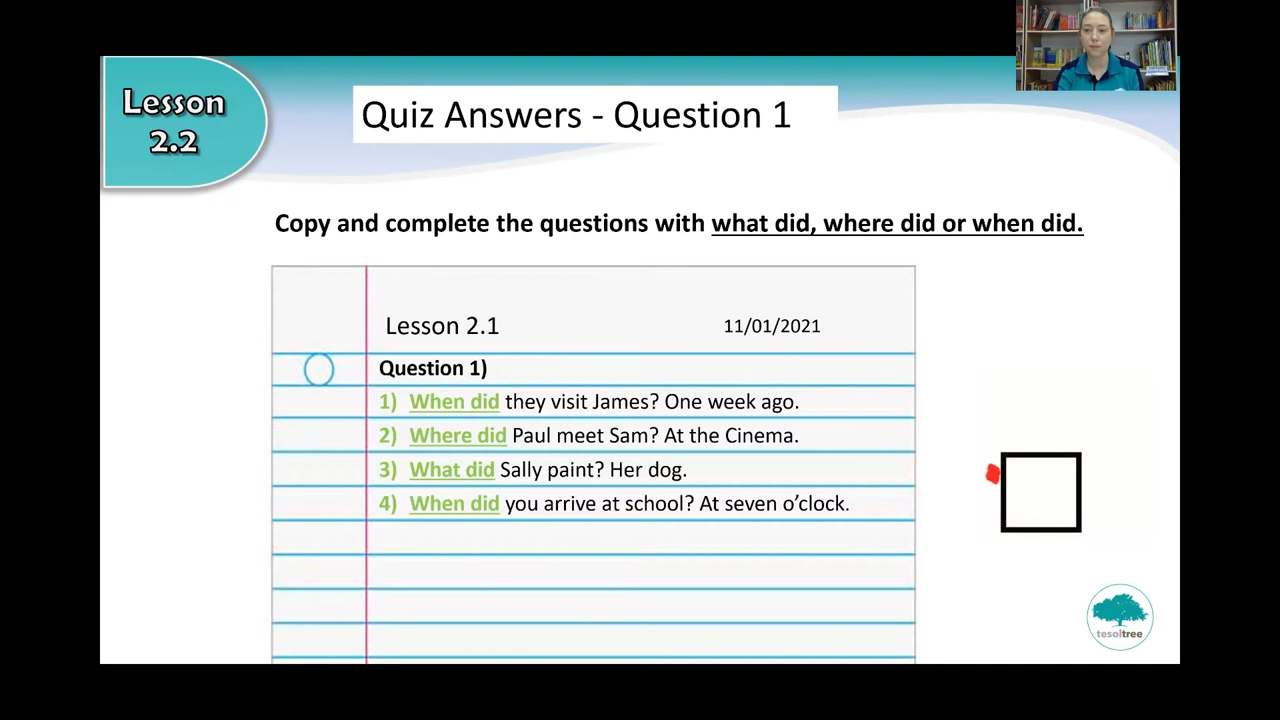 Lesson
2.2
Quiz Answers - Question 1
Copy and complete the questions with what did, where did or when did.
Lesson 2.1 11/01/2021
Question 1)
1) When did they visit James? One week ago.
2) Where did Paul meet Sam? At the Cinema.
3) What did Sally paint? Her dog.
4) When did you arrive at school? At seven o’clock.
tesoltree